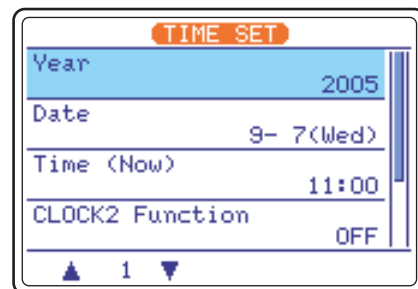 TIME SET
Year
2005
Date
9- 7(Wed)
Time (Now)
11:00
CLOCK2 Function
OFF
▲ 1 ▼